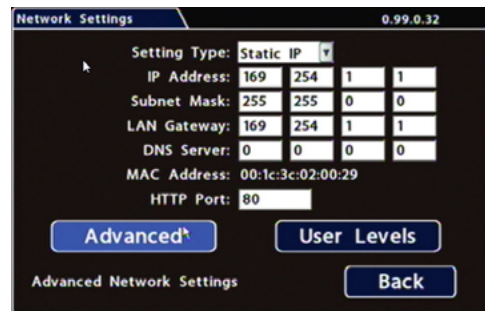 Network Settings 0.99.0.32
Setting Type: Static IP
IP Address: 169 254 1 1
Subnet Mask: 255 255 0 0
LAN Gateway: 169 254 1 1
DNS Server: 0 0 0 0
MAC Address: 00:1c:3c:02:00:29
HTTP Port: 80
Advanced User Levels
Advanced Network Settings Back